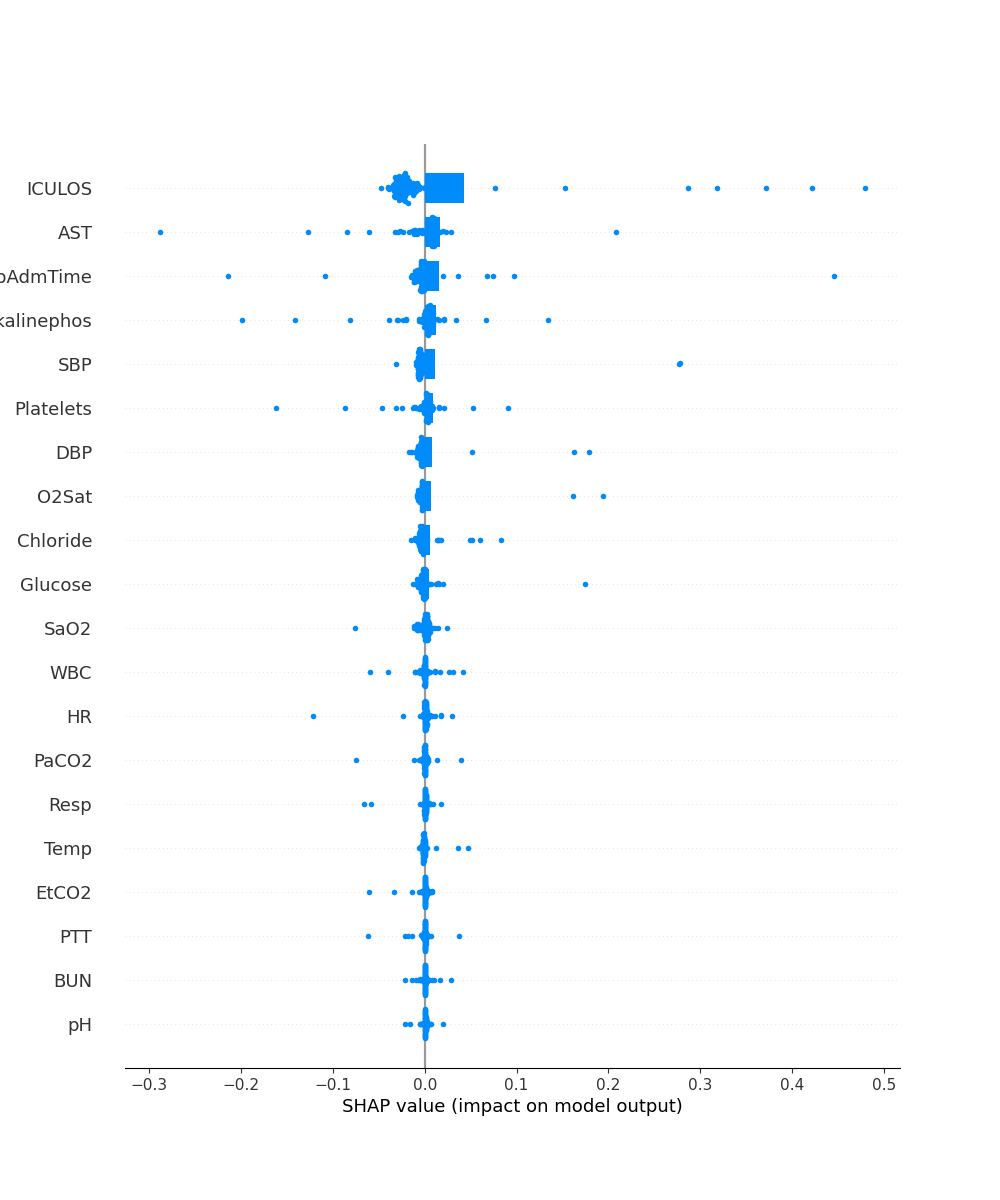 ICULOS
AST
pAdmTime
kalinephos
SBP
Platelets
DBP
O2Sat
Chloride
Glucose
SaO2
WBC
HR
PaCO2
Resp
Temp
EtCO2
PTT
BUN
pH
−0.3 −0.2 −0.1 0.0 0.1 0.2 0.3 0.4 0.5
SHAP value (impact on model output)